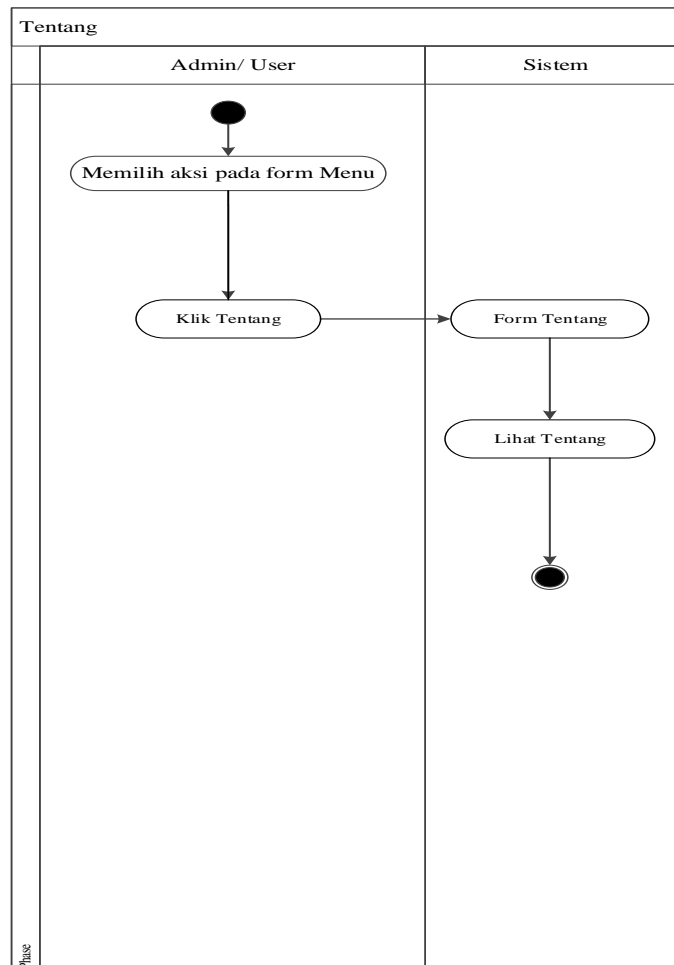 Tentang
Admin/ User
Sistem
Memilih aksi pada form Menu
Klik Tentang
Form Tentang
Lihat Tentang
Phase